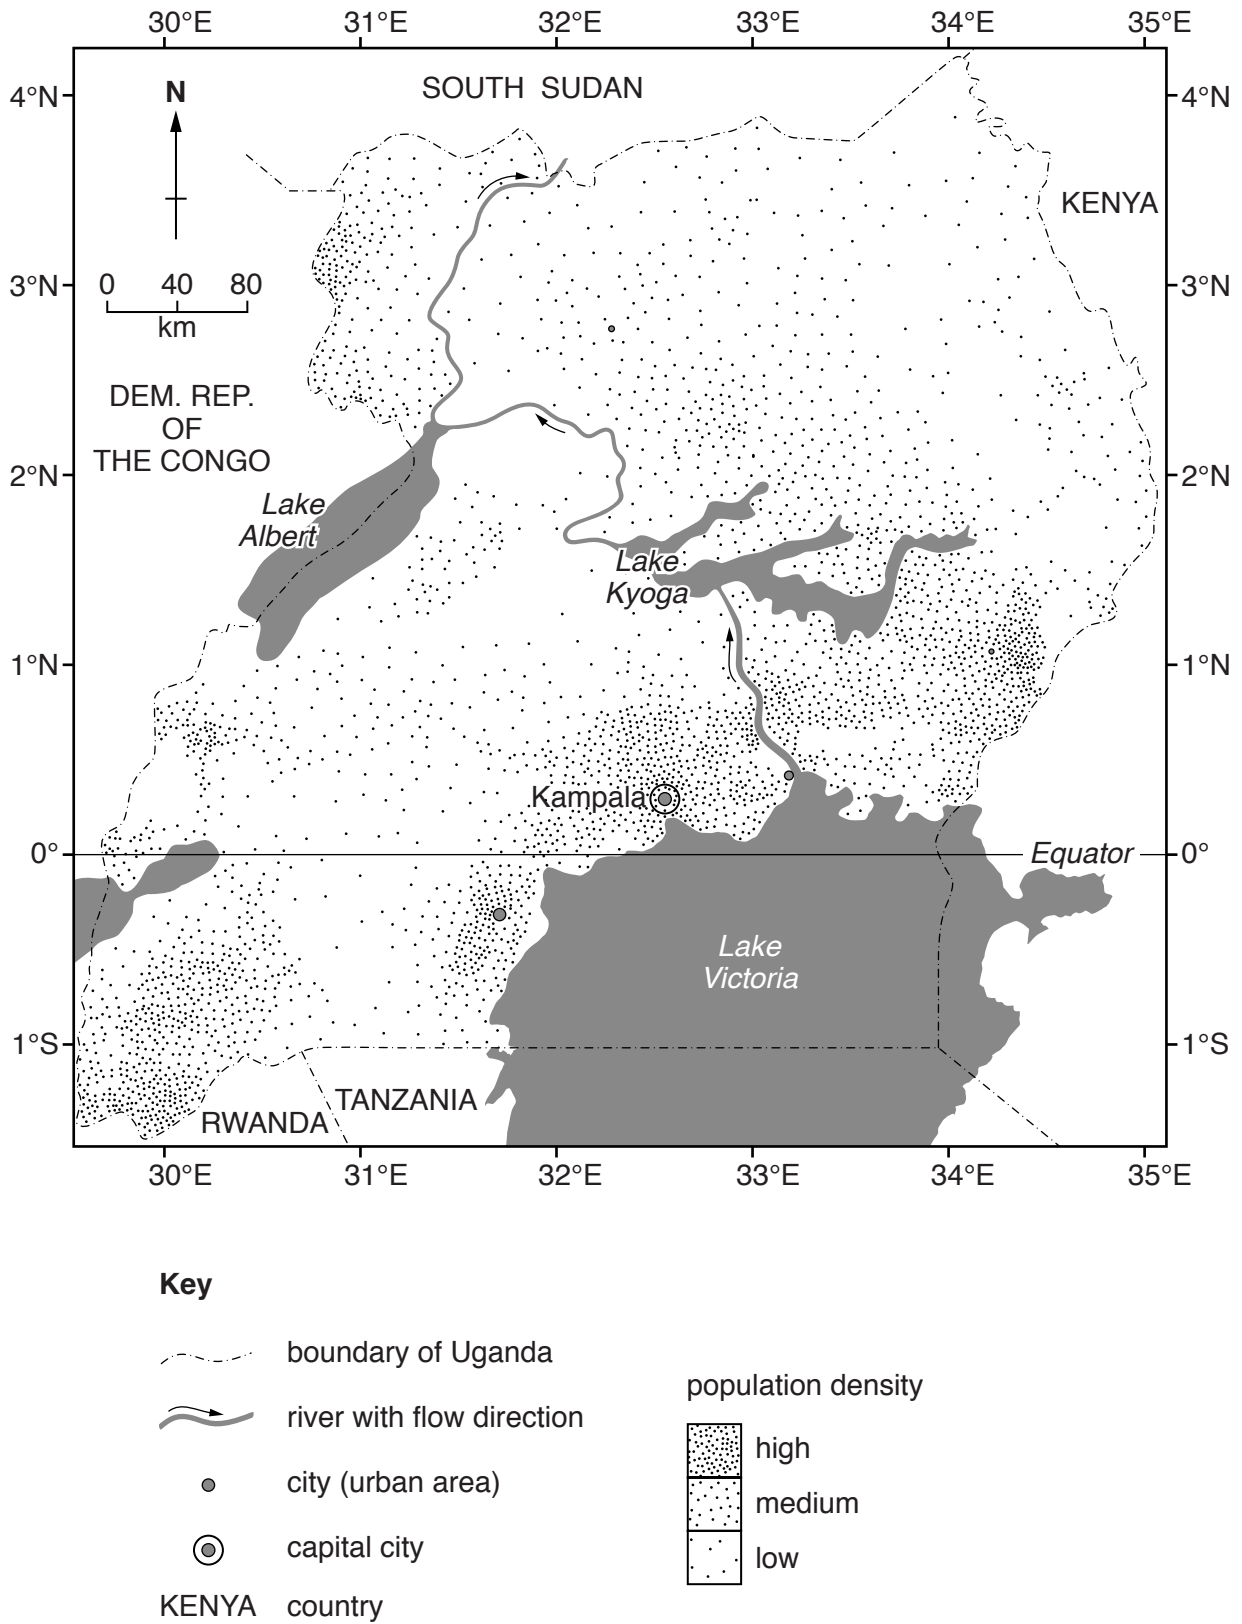 30°E 31°E 32°E 33°E 34°E 35°E
SOUTH SUDAN
4°N 4°N
N
KENYA
3°N 3°N
0 40 80
km
DEM. REP.
OF
THE CONGO
2°N 2°N
Lake
Albert
Lake
Kyoga
1°N 1°N
Kampala
0° Equator 0°
Lake
Victoria
1°S 1°S
TANZANIA
RWANDA
30°E 31°E 32°E 33°E 34°E 35°E
Key
boundary of Uganda
river with flow direction
city (urban area)
capital city
KENYA country
population density
high
medium
low